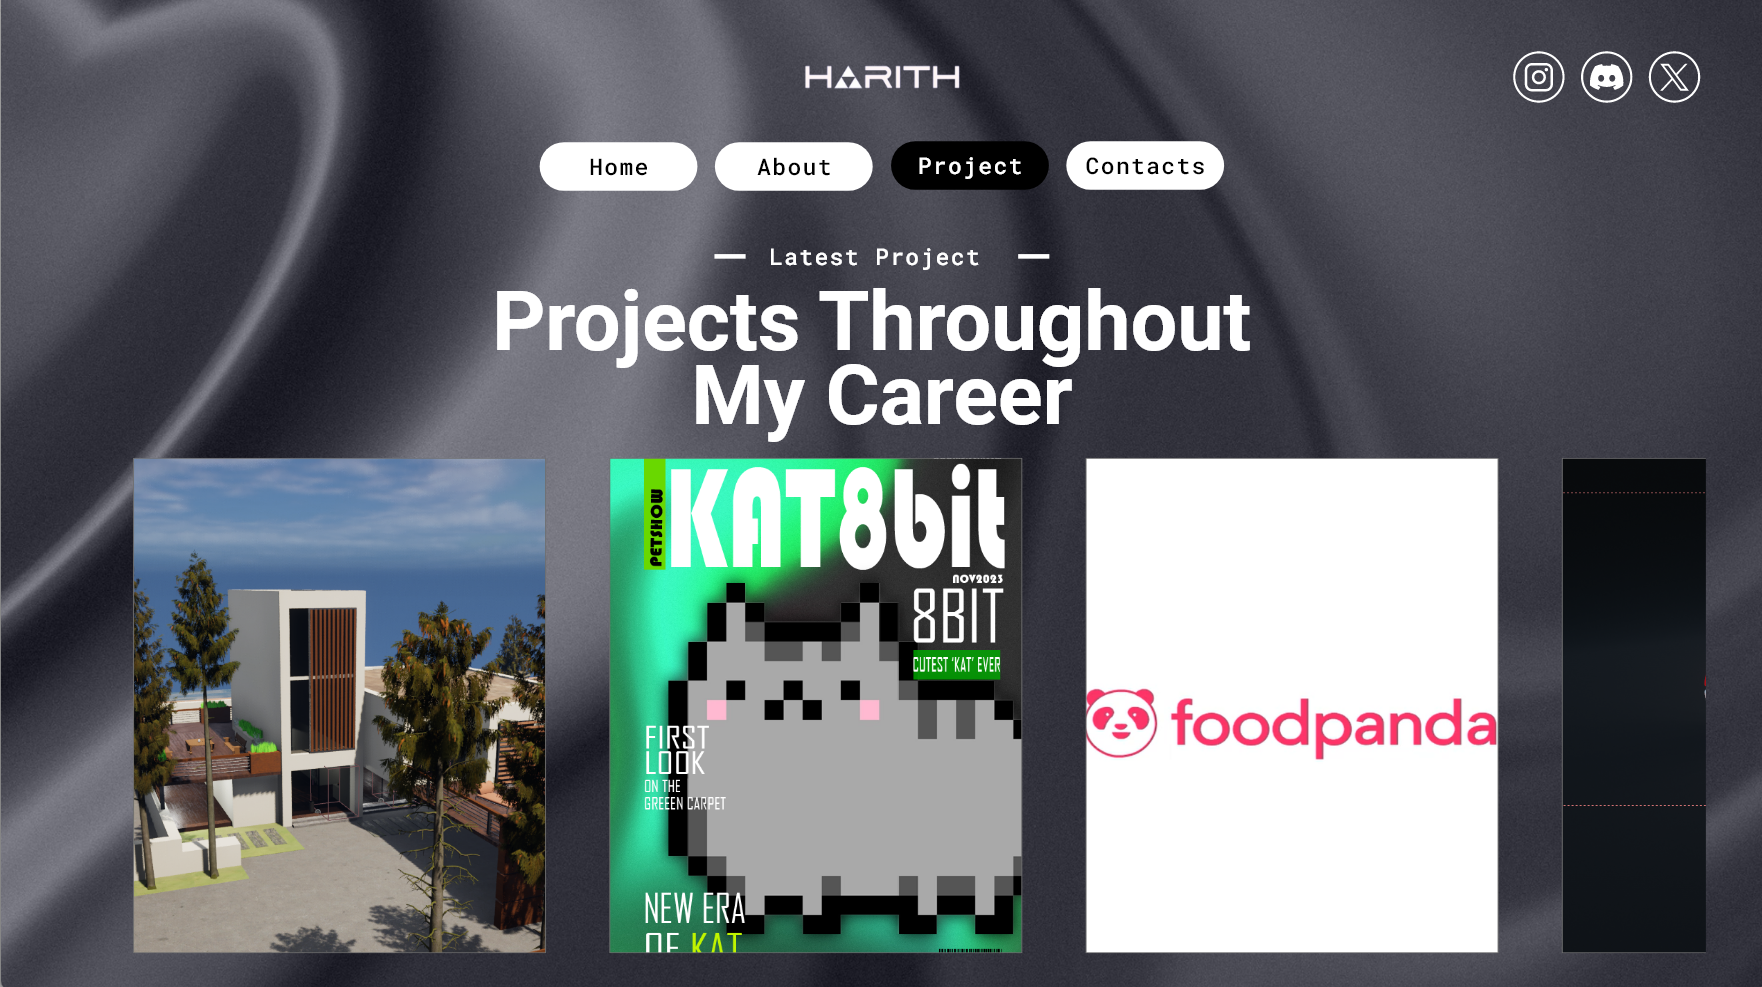 HARITH
Home
About
Project
Contacts
Latest Project
Projects Throughout
My Career
PETSHOW
KAT8bit
NOV2023
8BIT
CUTEST 'KAT' EVER
FIRST
LOOK
ON THE
GREEEN CARPET
NEW ERA
OF KAT
foodpanda